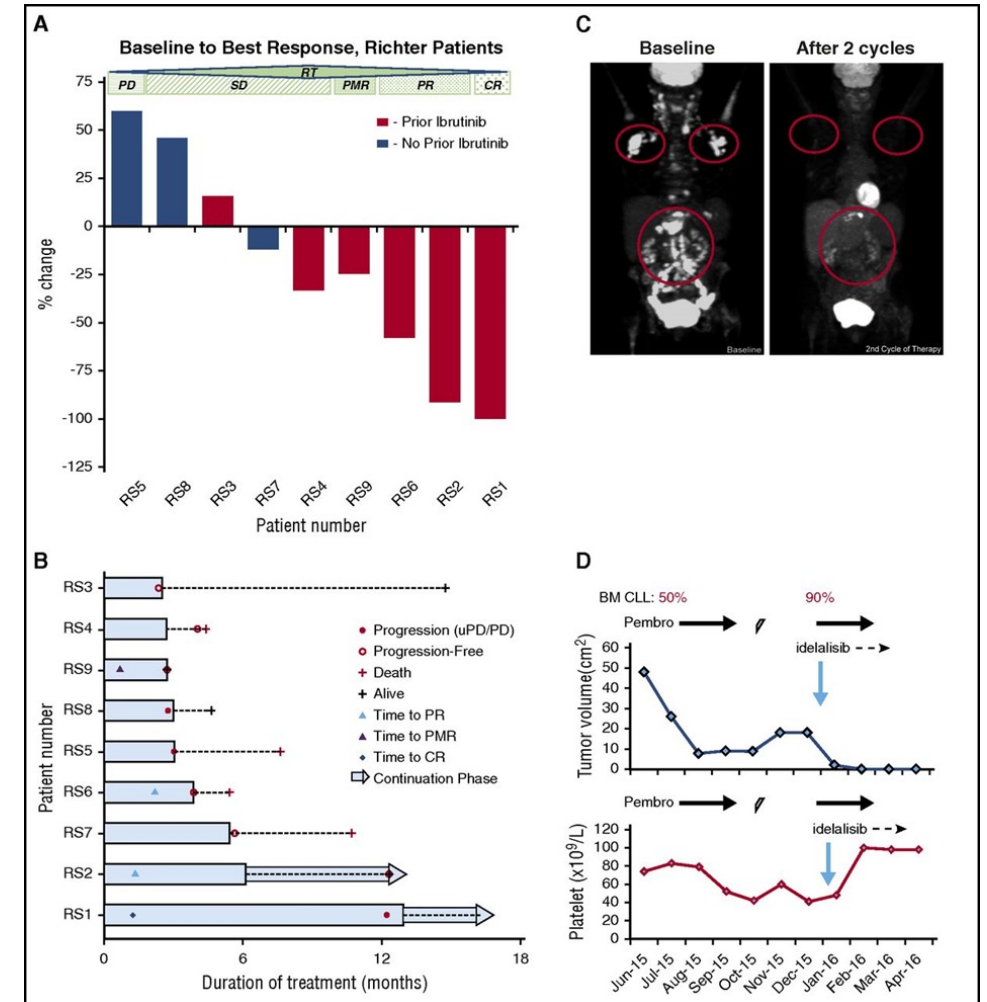 A
Baseline to Best Response, Richter Patients
RT
PD SD PMR PR CR
- Prior Ibrutinib
- No Prior Ibrutinib
75
50
25
0
-25
-50
-75
-100
-125
% change
RS5 RS8 RS3 RS7 RS4 RS9 RS6 RS2 RS1
Patient number
B
RS3
RS4
RS9
RS8
RS5
RS6
RS7
RS2
RS1
Patient number
Progression (uPD/PD)
Progression-Free
Death
Alive
Time to PR
Time to PMR
Time to CR
Continuation Phase
0 6 12 18
Duration of treatment (months)
C
Baseline After 2 cycles
Baseline
2nd Cycle of Therapy
D
BM CLL: 50% 90%
Pembro
idelalisib
60
50
40
30
20
10
0
Tumor volume(cm²)
Pembro
idelalisib
120
100
80
60
40
20
0
Platelet (x10⁹/L)
Jun-15 Jul-15 Aug-15 Sep-15 Oct-15 Nov-15 Dec-15 Jan-16 Feb-16 Mar-16 Apr-16